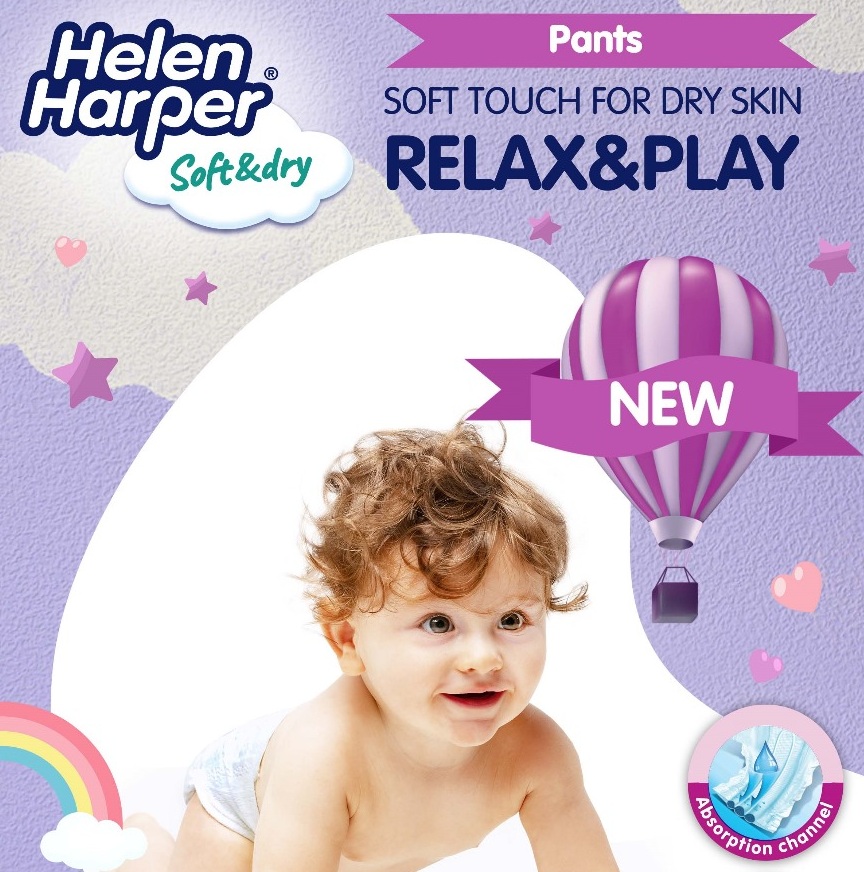 Helen
Harper®
Soft&dry
Pants
SOFT TOUCH FOR DRY SKIN
RELAX&PLAY
NEW
Absorption channel